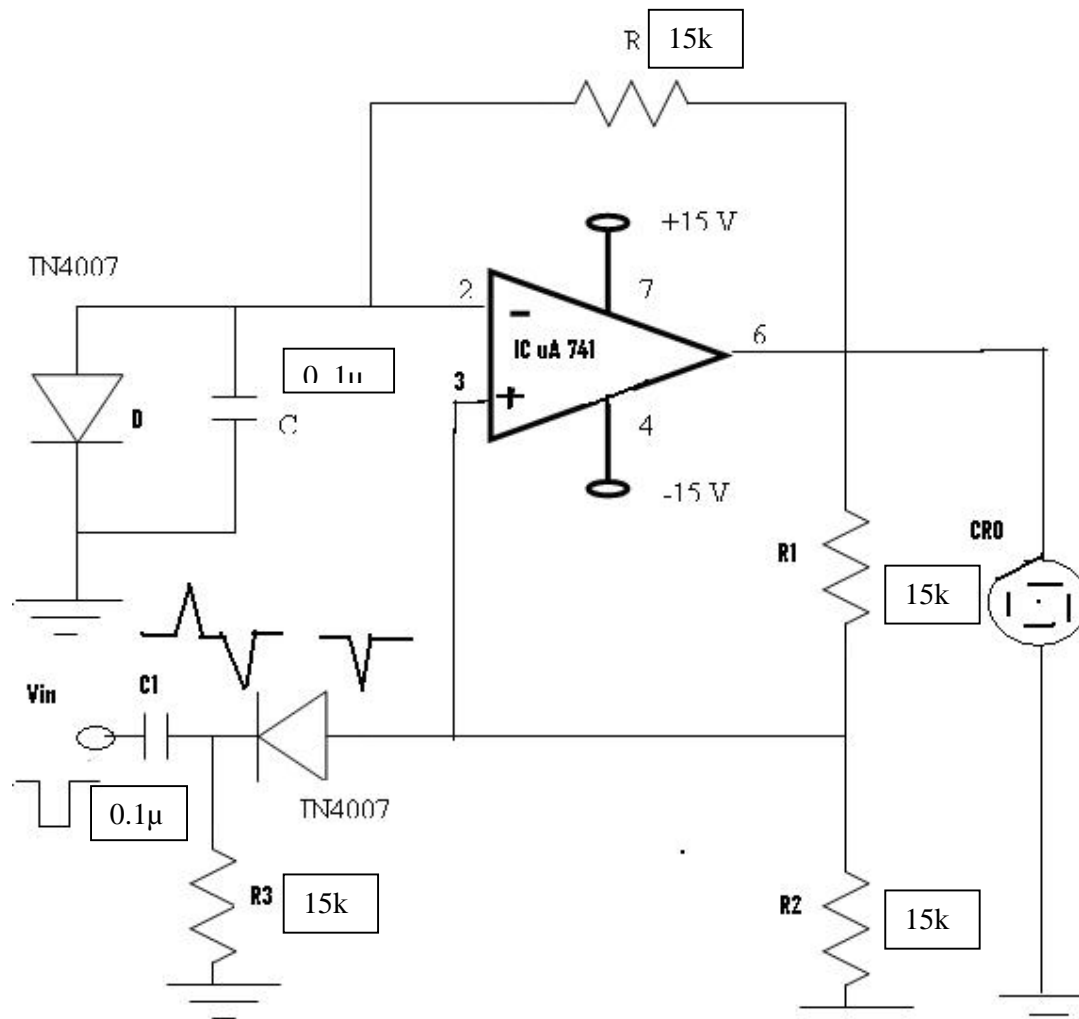 R 15k
+15 V
IN4007
2
7
6
IC uA 741
0.1µ
3
4
D
C
-15 V
R1
CRO
15k
Vin
C1
IN4007
0.1µ
R3
15k
R2
15k